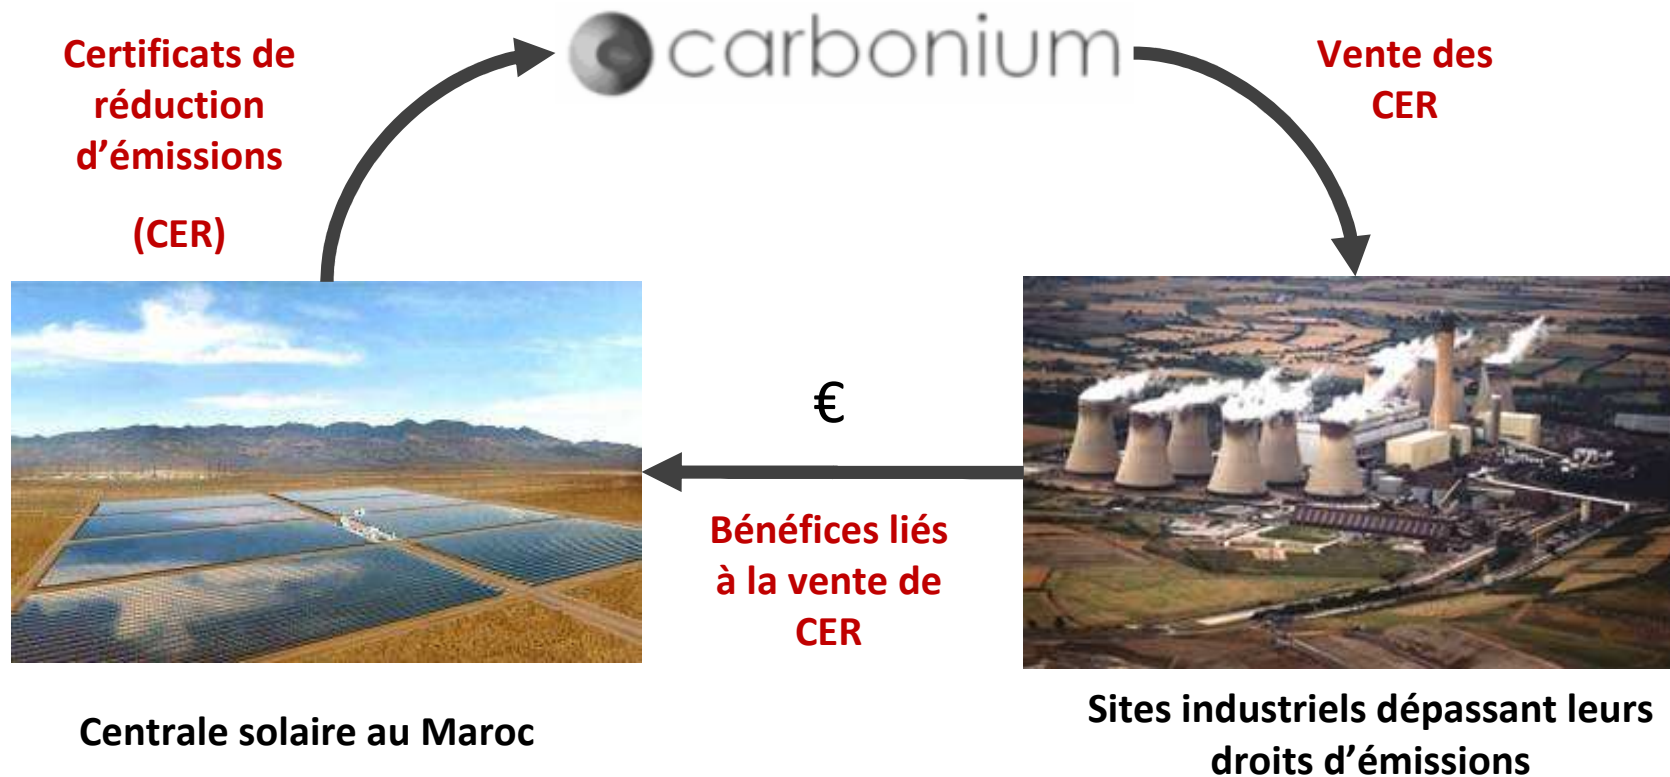 Certificats de
réduction
d’émissions
(CER)
carbonium
Vente des
CER
€
Bénéfices liés
à la vente de
CER
Centrale solaire au Maroc
Sites industriels dépassant leurs
droits d’émissions